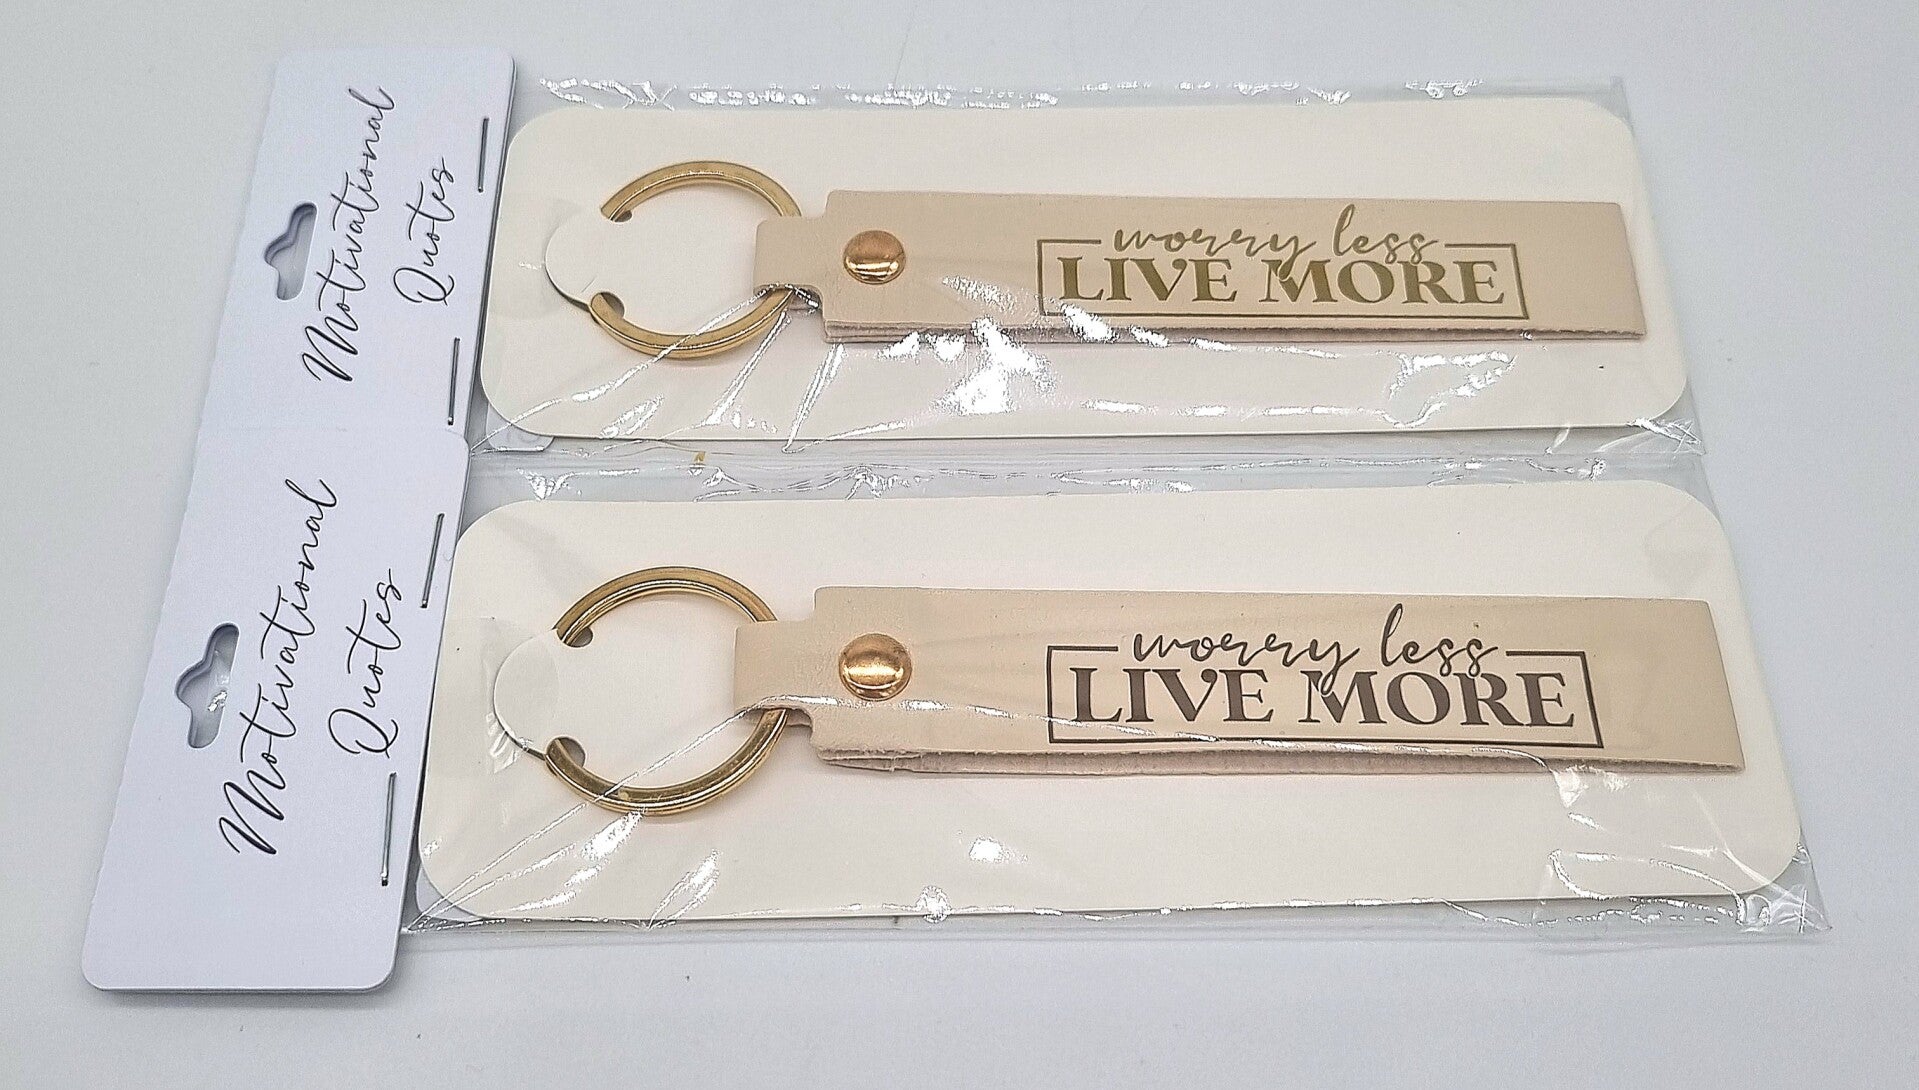 Motivational
Quotes
worry less
LIVE MORE
Motivational
Quotes
worry less
LIVE MORE